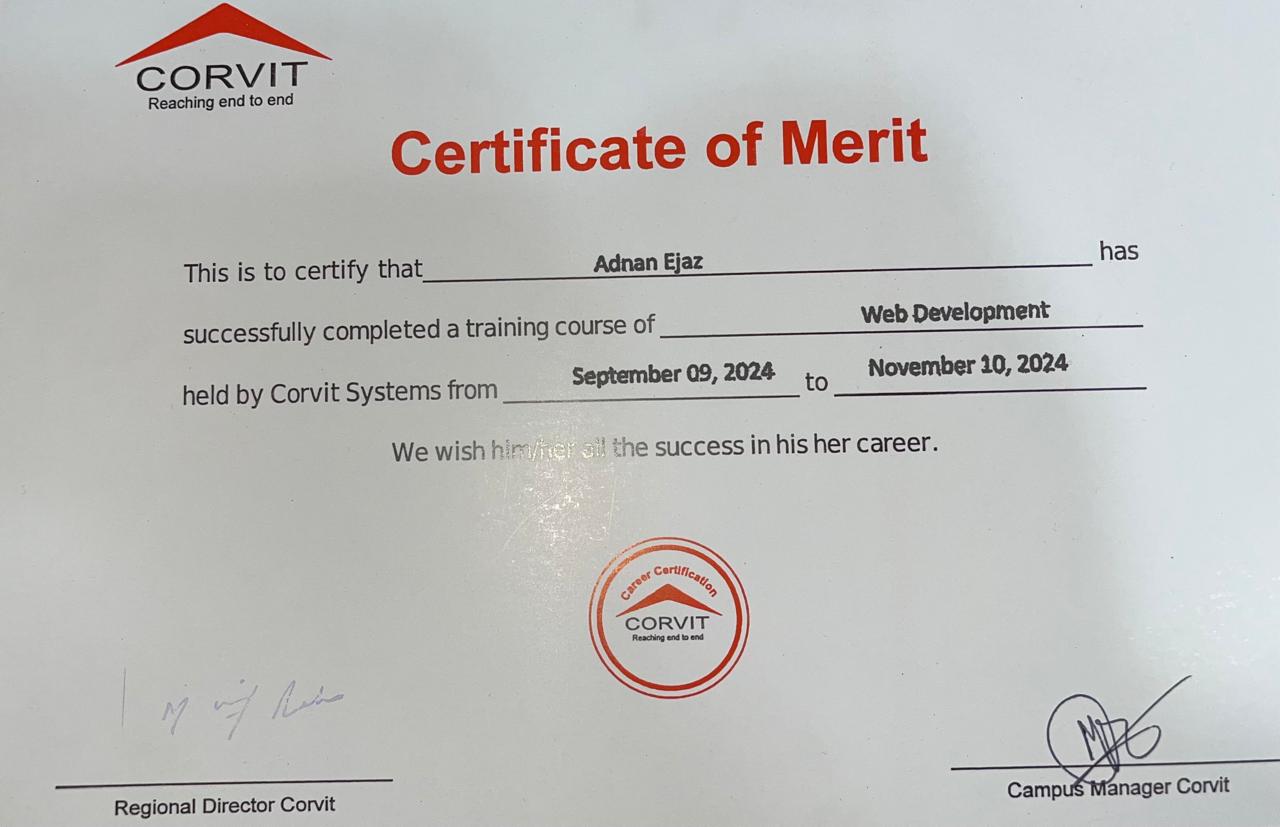 CORVIT
Reaching end to end
Certificate of Merit
This is to certify that Adnan Ejaz has
successfully completed a training course of Web Development
held by Corvit Systems from September 09, 2024 to November 10, 2024
We wish him/her all the success in his her career.
Career Certification
CORVIT
Reaching end to end
Regional Director Corvit
Campus Manager Corvit